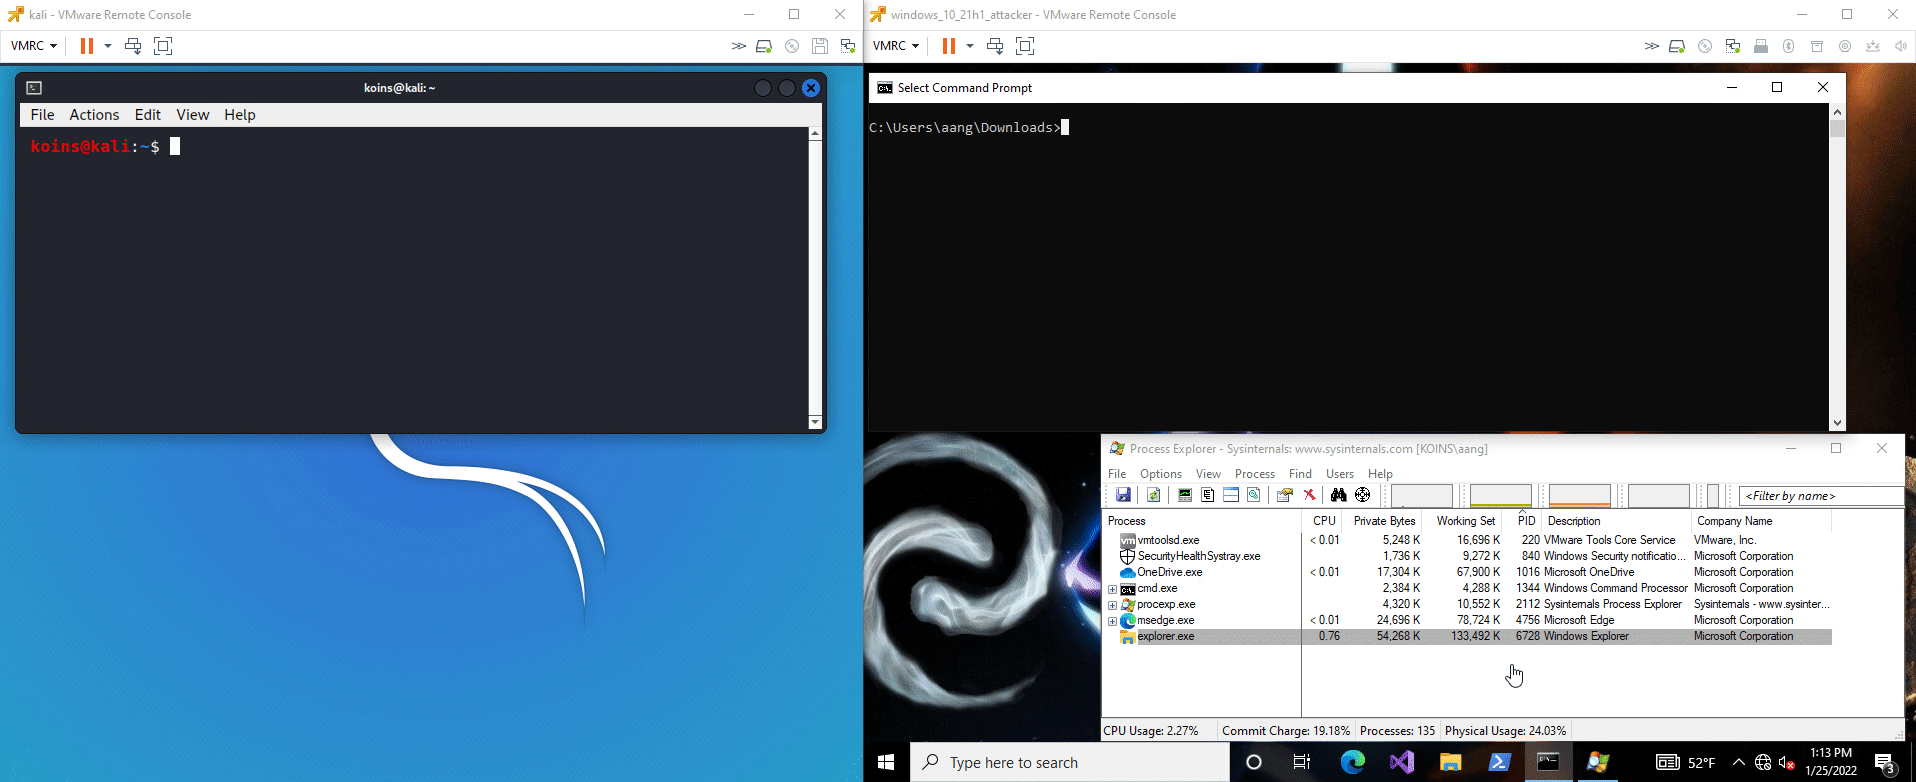 kali - VMware Remote Console
VMRC
koins@kali: ~
File Actions Edit View Help
koins@kali:~$
windows_10_21h1_attacker - VMware Remote Console
VMRC
Select Command Prompt
C:\Users\aang\Downloads>
Process Explorer - Sysinternals: www.sysinternals.com [KOINS\aang]
File Options View Process Find Users Help
<Filter by name>
Process CPU Private Bytes Working Set PID Description Company Name
vmtoolsd.exe < 0.01 5,248 K 16,696 K 220 VMware Tools Core Service VMware, Inc.
SecurityHealthSystray.exe 1,736 K 9,272 K 840 Windows Security notificatio... Microsoft Corporation
OneDrive.exe < 0.01 17,304 K 67,900 K 1016 Microsoft OneDrive Microsoft Corporation
cmd.exe 2,384 K 4,288 K 1344 Windows Command Processor Microsoft Corporation
procexp.exe 4,320 K 10,552 K 2112 Sysinternals Process Explorer Sysinternals - www.sysinter...
msedge.exe < 0.01 24,696 K 78,724 K 4756 Microsoft Edge Microsoft Corporation
explorer.exe 0.76 54,268 K 133,492 K 6728 Windows Explorer Microsoft Corporation
CPU Usage: 2.27% Commit Charge: 19.18% Processes: 135 Physical Usage: 24.03%
Type here to search
52°F
1:13 PM
1/25/2022
3